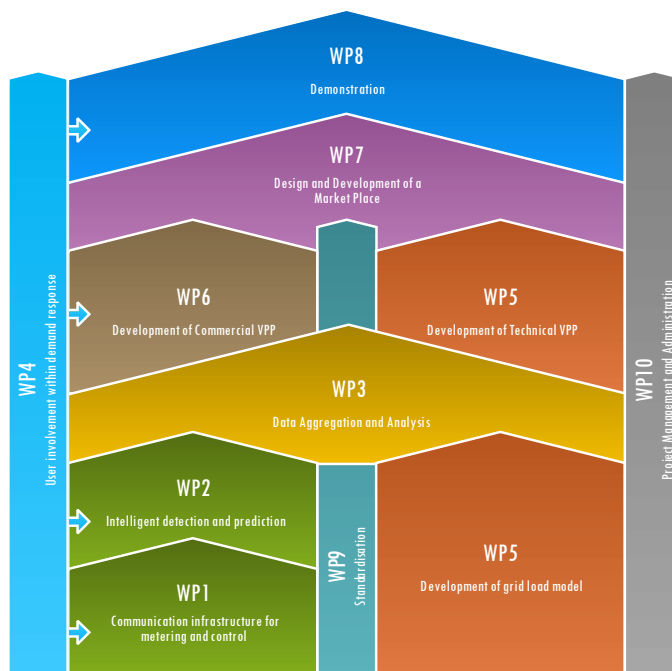 WP8
Demonstration
WP7
Design and Development of a
Market Place
WP6
Development of Commercial VPP
WP5
Development of Technical VPP
WP4
User involvement within demand response
WP10
Project Management and Administration
WP3
Data Aggregation and Analysis
WP2
Intelligent detection and prediction
WP9
Standardisation
WP5
Development of grid load model
WP1
Communication infrastructure for
metering and control